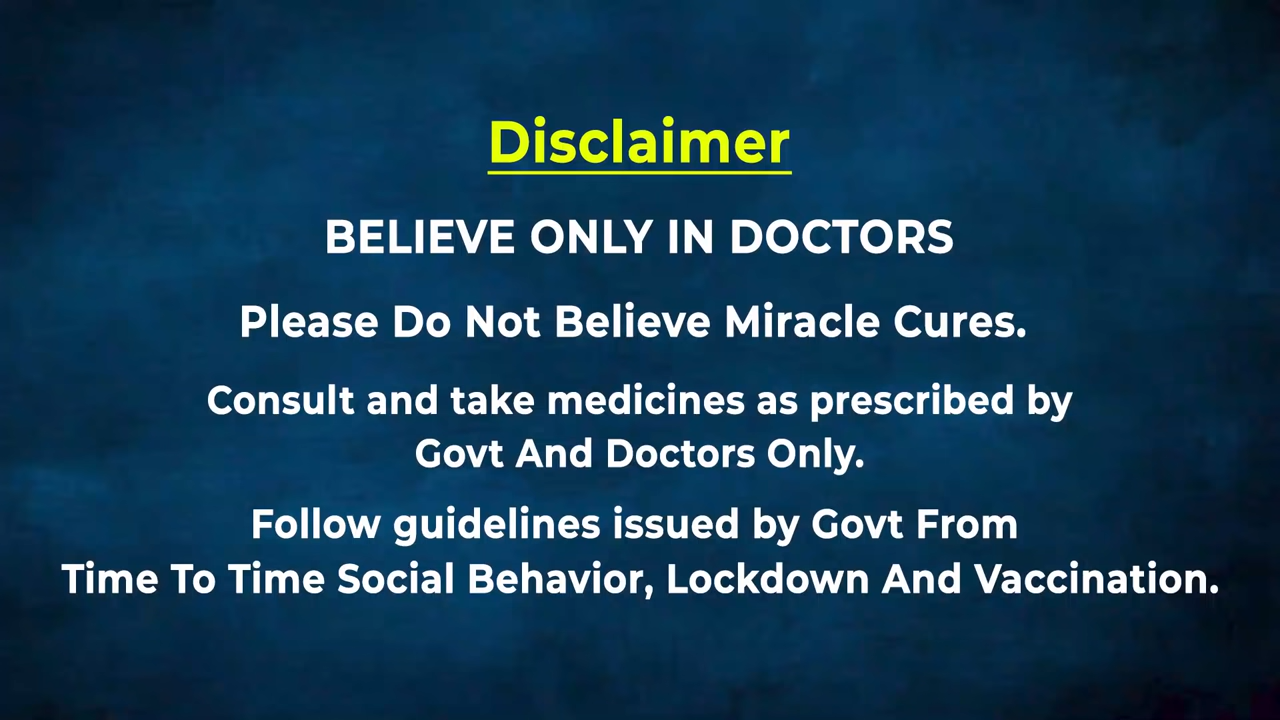 Disclaimer
BELIEVE ONLY IN DOCTORS
Please Do Not Believe Miracle Cures.
Consult and take medicines as prescribed by
Govt And Doctors Only.
Follow guidelines issued by Govt From
Time To Time Social Behavior, Lockdown And Vaccination.